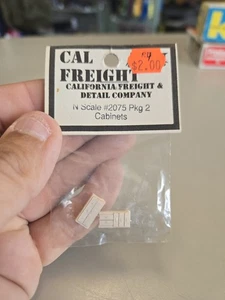 CAL
FREIGHT
CALIFORNIA FREIGHT &
DETAIL COMPANY
N Scale #2075 Pkg 2
Cabinets
$2.00